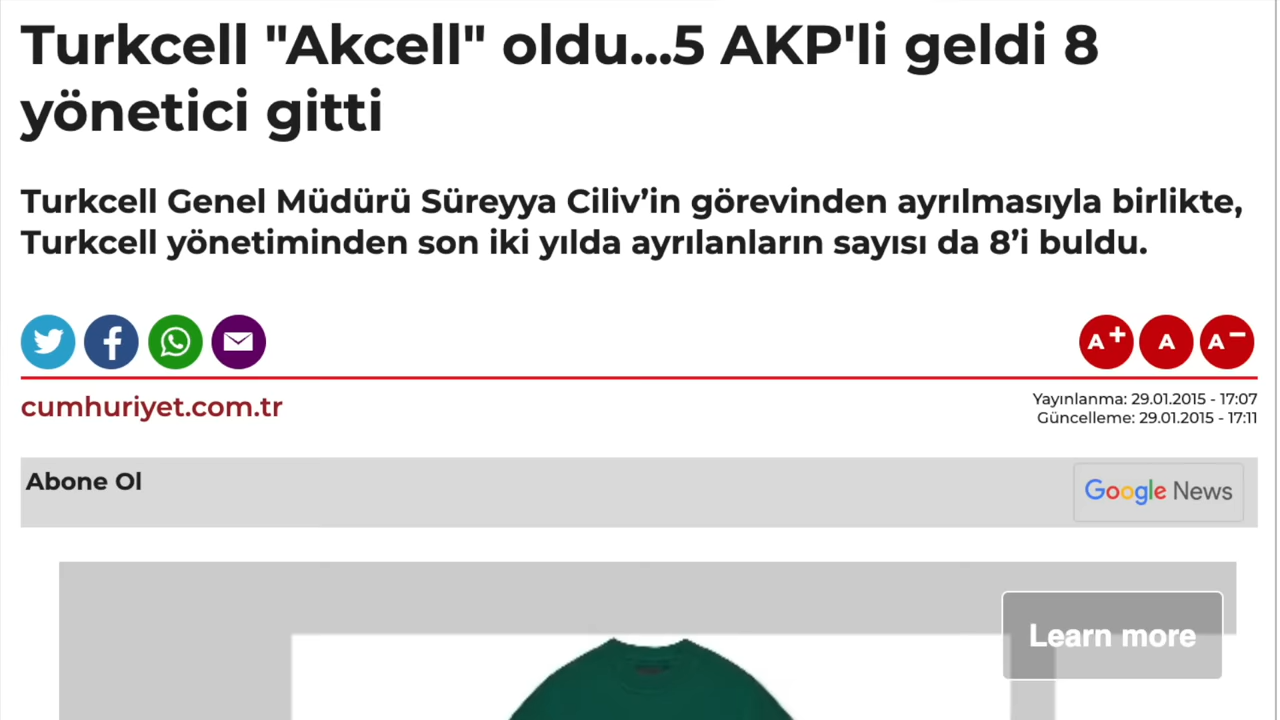 Turkcell "Akcell" oldu...5 AKP'li geldi 8
yönetici gitti
Turkcell Genel Müdürü Süreyya Ciliv’in görevinden ayrılmasıyla birlikte,
Turkcell yönetiminden son iki yılda ayrılanların sayısı da 8’i buldu.
A+ A A−
cumhuriyet.com.tr
Yayınlanma: 29.01.2015 - 17:07
Güncelleme: 29.01.2015 - 17:11
Abone Ol
Google News
Learn more